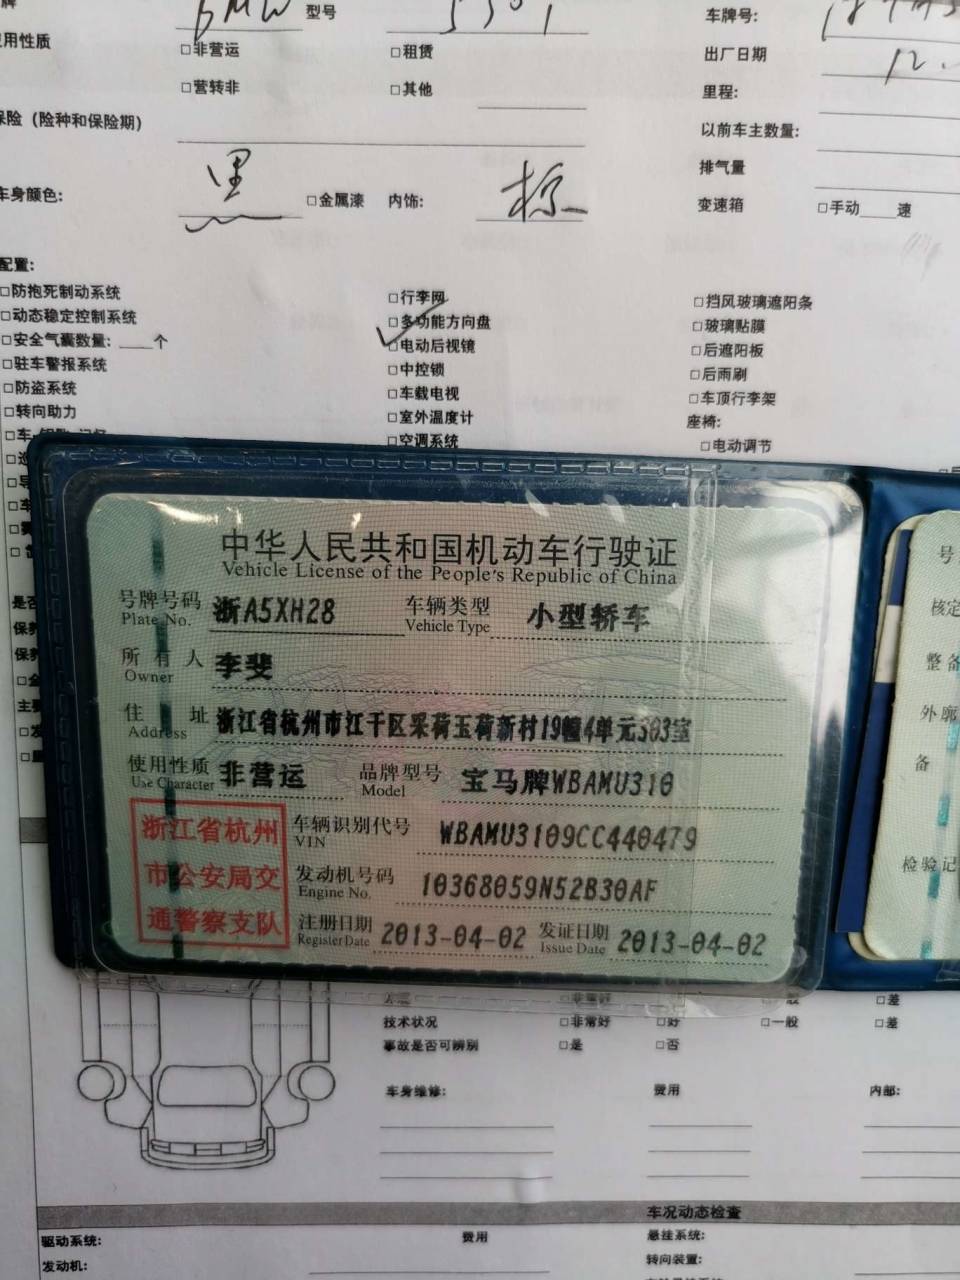 牌 BMW 型号 530i 车牌号:
用性质 □非营运 □租赁 出厂日期 12.
□营转非 □其他 里程:
保险（险种和保险期） 以前车主数量:
排气量
车身颜色: 黑 □金属漆 内饰: 棕 变速箱 □手动 速
配置:
□防抱死制动系统 □行李网 □挡风玻璃遮阳条
□动态稳定控制系统 □多功能方向盘 □玻璃贴膜
□安全气囊数量: 个 □电动后视镜 □后遮阳板
□驻车警报系统 □中控锁 □后雨刷
□防盗系统 □车载电视 □车顶行李架
□转向助力 □室外温度计 座椅:
□空调系统 □电动调节
中华人民共和国机动车行驶证
Vehicle License of the People's Republic of China
号牌号码 浙A5XH28 车辆类型 小型轿车
Plate No. Vehicle Type
所有人 李斐
Owner
住址 浙江省杭州市江干区采荷玉荷新村19幢4单元503室
Address
使用性质 非营运 品牌型号 宝马牌WBAMU310
Use Character Model
浙江省杭州 车辆识别代号 WBAMU3109CC440479
VIN
市公安局交 发动机号码 10368059N52B30AF
Engine No.
通警察支队 注册日期 2013-04-02 发证日期 2013-04-02
Register Date Issue Date
号
核定
整备
外廓
备
检验记
技术状况 □非常好 □好 □一般 □差
事故是否可辨别 □是 □否
车身维修: 费用 内部:
车况动态检查
驱动系统: 费用 悬挂系统:
发动机: 转向装置: